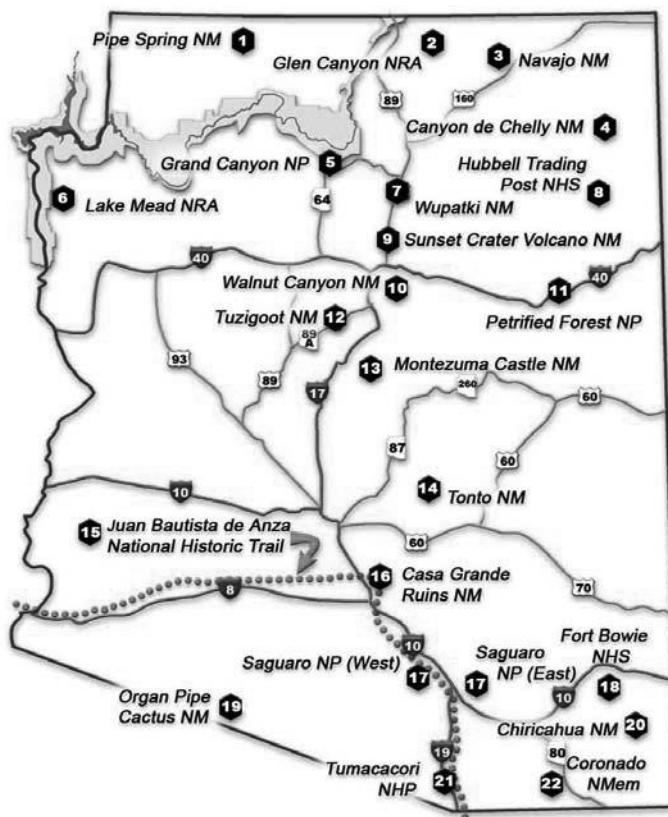 Pipe Spring NM
1
Glen Canyon NRA
2
3
Navajo NM
89
160
Canyon de Chelly NM
4
Grand Canyon NP
5
Hubbell Trading
Post NHS
8
6
Lake Mead NRA
64
7
Wupatki NM
9
Sunset Crater Volcano NM
40
Walnut Canyon NM
10
11
40
Tuzigoot NM
12
Petrified Forest NP
89
A
93
89
17
13
Montezuma Castle NM
260
60
87
60
10
14
Tonto NM
15
Juan Bautista de Anza
National Historic Trail
60
16
Casa Grande
Ruins NM
70
8
10
Saguaro NP (West)
17
Saguaro
NP (East)
17
Fort Bowie
NHS
10
18
Organ Pipe
Cactus NM
19
Chiricahua NM
20
19
80
Tumacacori
NHP
21
Coronado
NMem
22